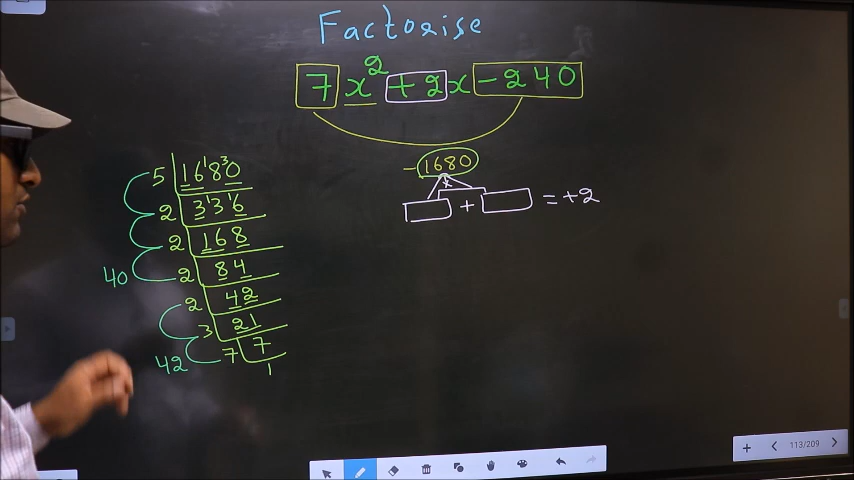 Factorise
7x² + 2x - 240
- 1680
×
+ = +2
5 | 1680
2 | 336
2 | 168
2 | 84
2 | 42
3 | 21
7 | 7
1
40
42
113/209